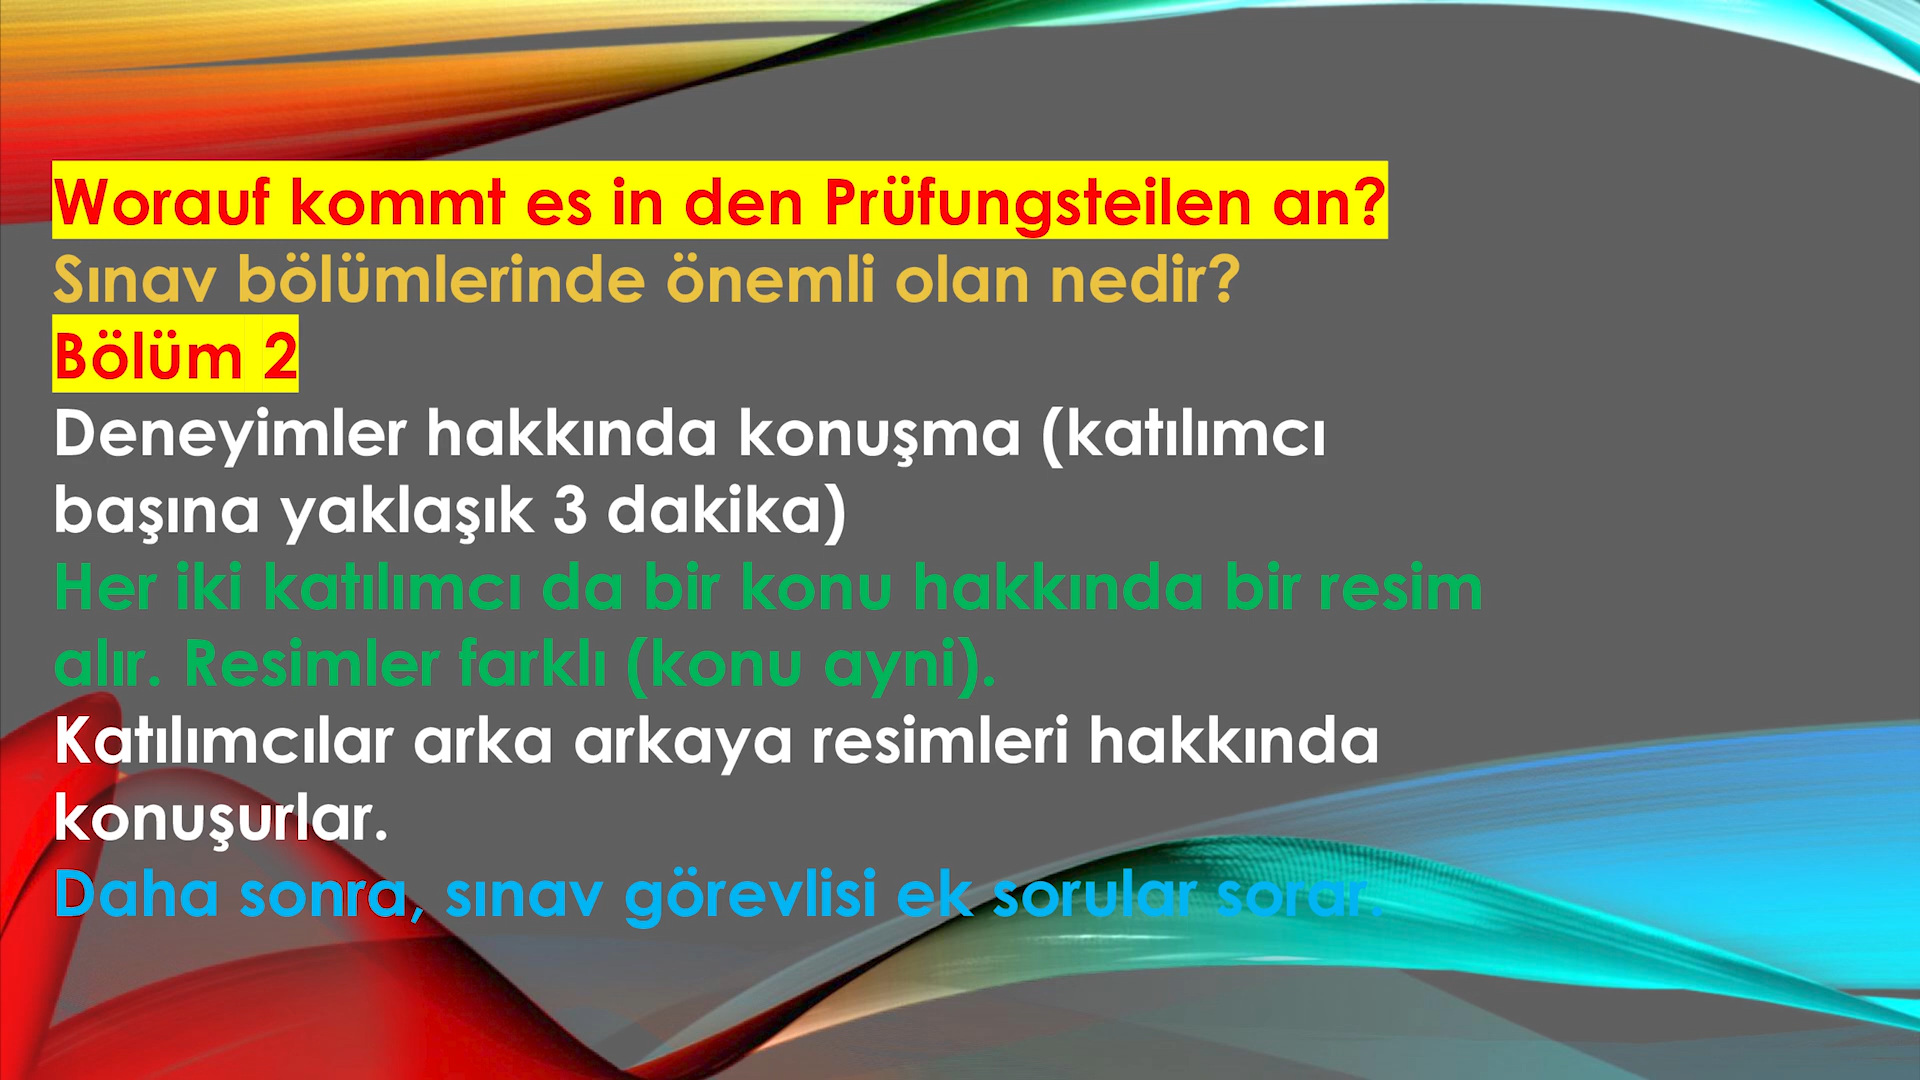 Worauf kommt es in den Prüfungsteilen an?
Sınav bölümlerinde önemli olan nedir?
Bölüm 2
Deneyimler hakkında konuşma (katılımcı
başına yaklaşık 3 dakika)
Her iki katılımcı da bir konu hakkında bir resim
alır. Resimler farklı (konu ayni).
Katılımcılar arka arkaya resimleri hakkında
konuşurlar.
Daha sonra, sınav görevlisi ek sorular sorar.